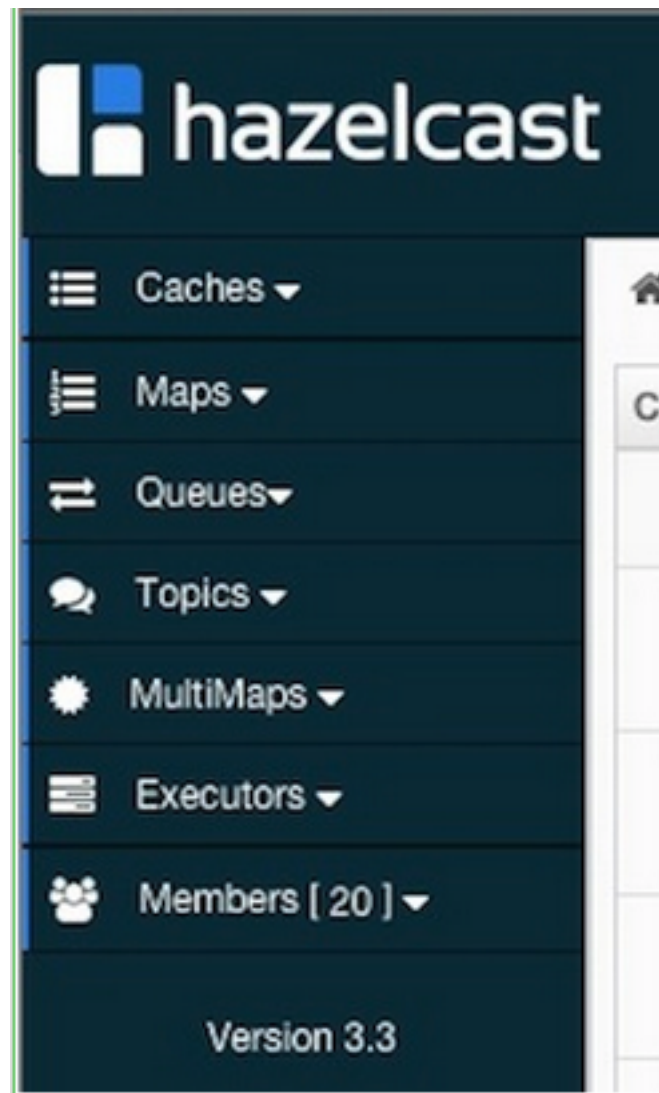 hazelcast
Caches
Maps
C
Queues
Topics
MultiMaps
Executors
Members [ 20 ]
Version 3.3